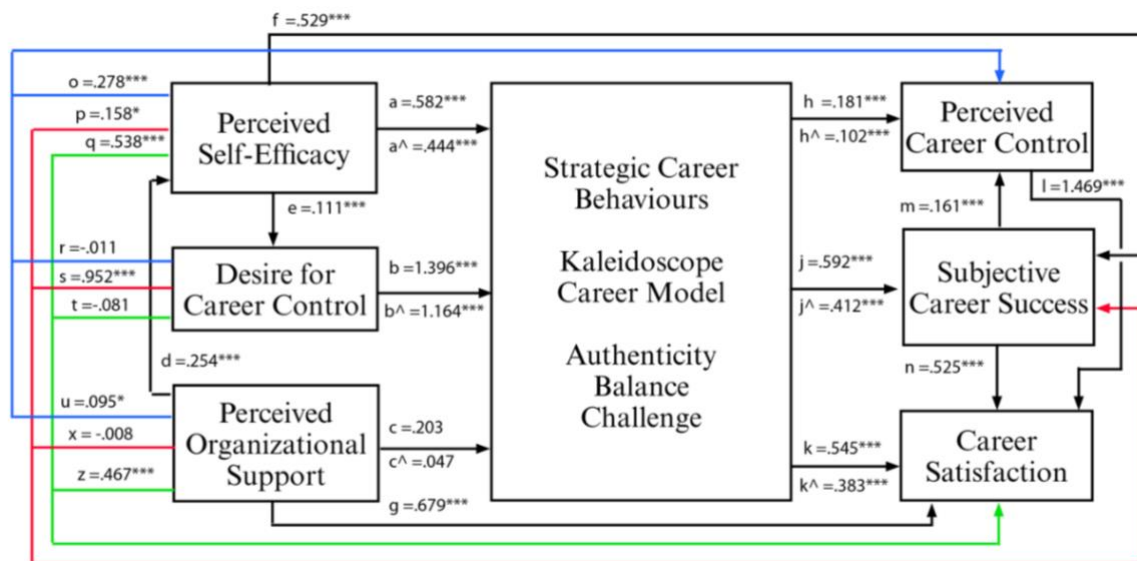 f =.529***
o =.278***
p =.158*
q =.538***
Perceived
Self-Efficacy
a =.582***
a^ =.444***
e =.111***
r =-.011
s =.952***
t =-.081
Desire for
Career Control
b =1.396***
b^ =1.164***
d =.254***
u =.095*
x = -.008
z =.467***
Perceived
Organizational
Support
c =.203
c^ =.047
g =.679***
Strategic Career
Behaviours
Kaleidoscope
Career Model
Authenticity
Balance
Challenge
h =.181***
h^ =.102***
Perceived
Career Control
l =1.469***
m =.161***
j =.592***
j^ =.412***
Subjective
Career Success
n =.525***
k =.545***
k^ =.383***
Career
Satisfaction